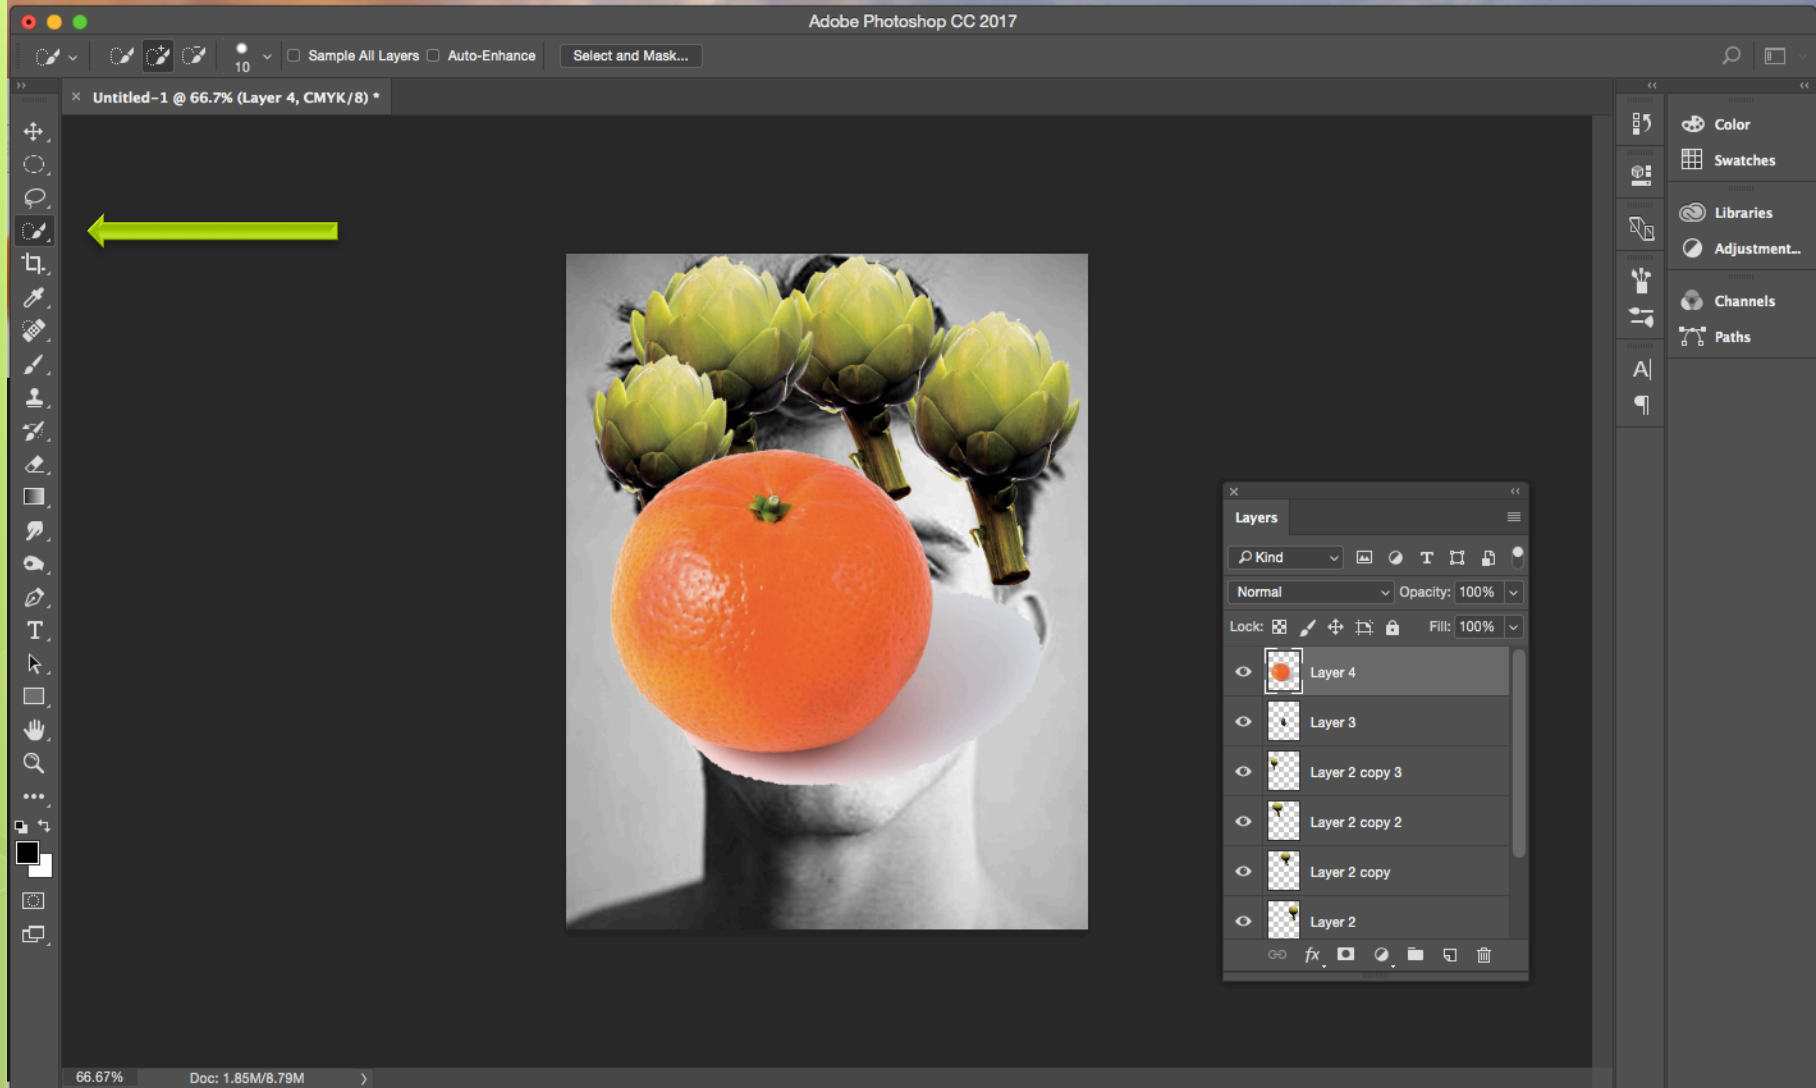 Adobe Photoshop CC 2017
10
Sample All Layers
Auto-Enhance
Select and Mask...
× Untitled-1 @ 66.7% (Layer 4, CMYK/8) *
Color
Swatches
Libraries
Adjustment...
Channels
Paths
Layers
Kind
Normal
Opacity: 100%
Lock:
Fill: 100%
Layer 4
Layer 3
Layer 2 copy 3
Layer 2 copy 2
Layer 2 copy
Layer 2
fx
66.67%
Doc: 1.85M/8.79M